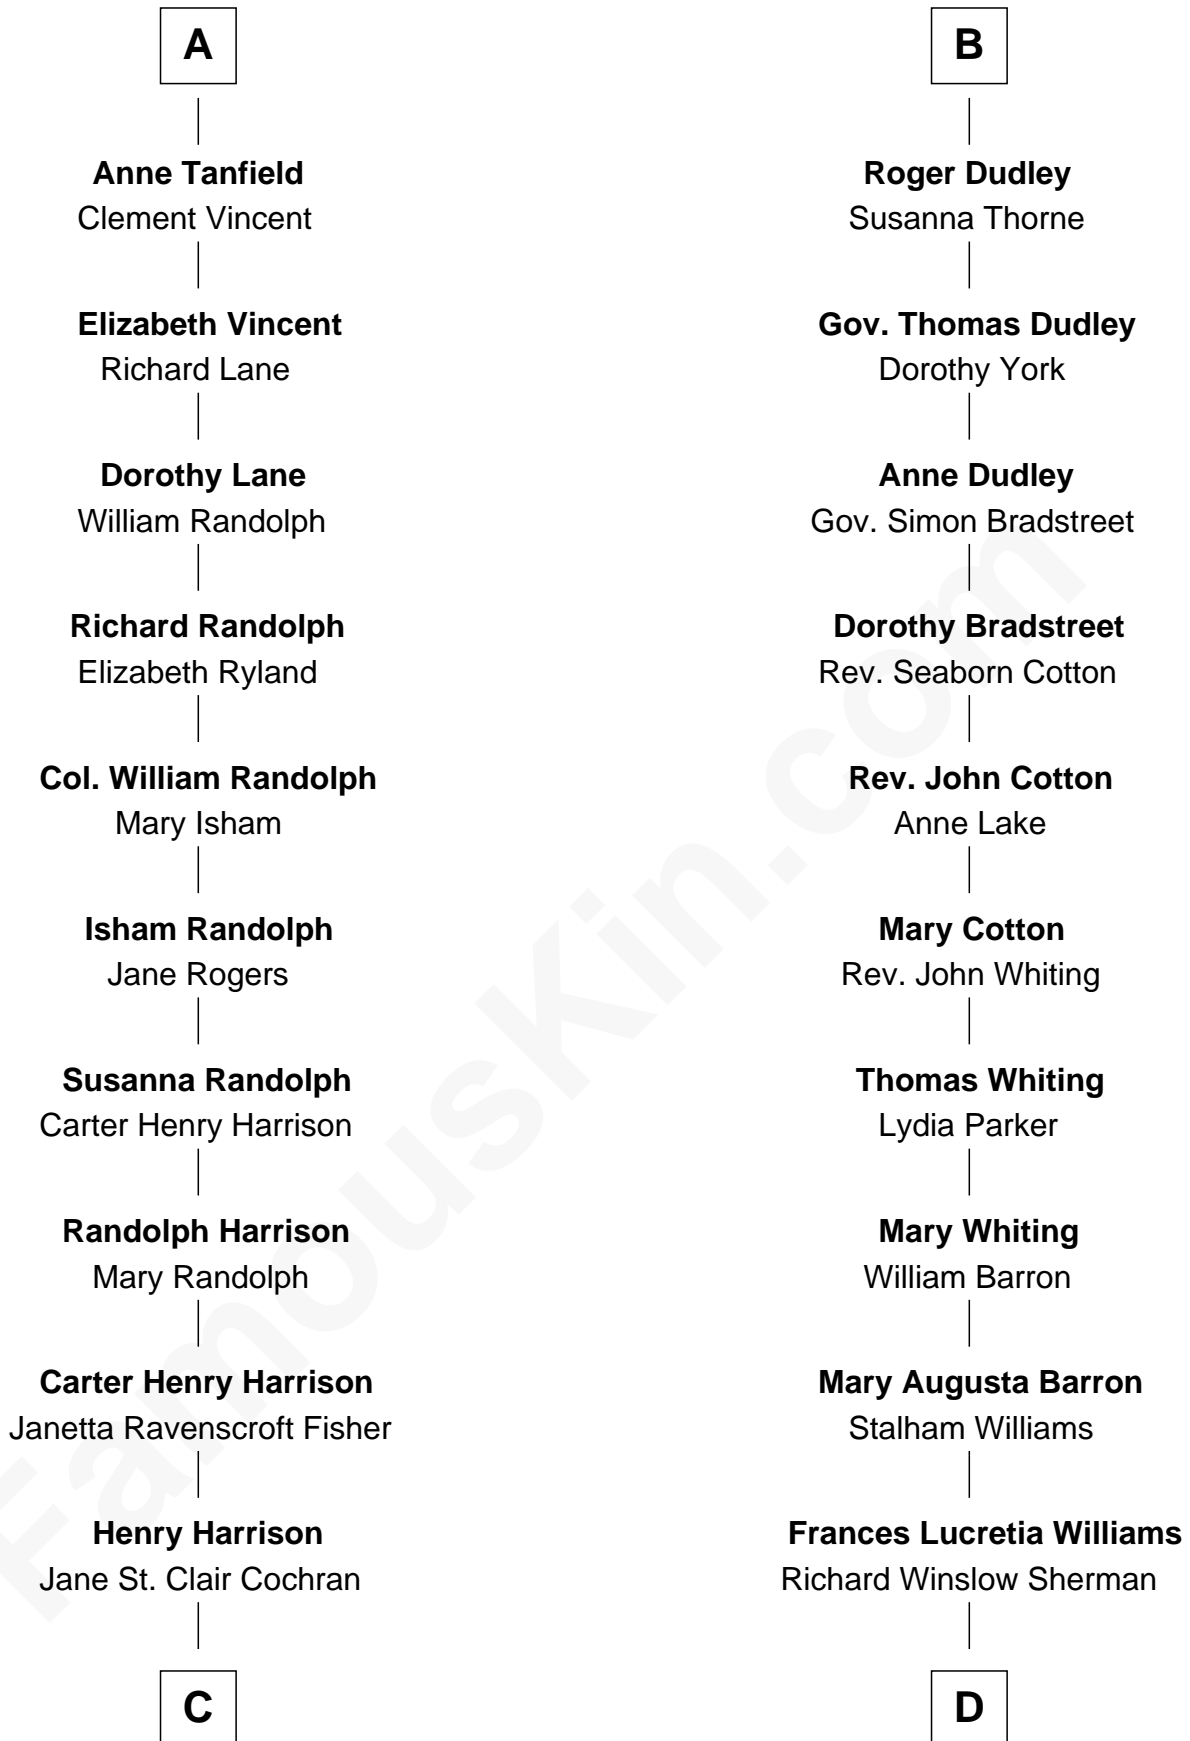 A
Anne Tanfield
Clement Vincent
Elizabeth Vincent
Richard Lane
Dorothy Lane
William Randolph
Richard Randolph
Elizabeth Ryland
Col. William Randolph
Mary Isham
Isham Randolph
Jane Rogers
Susanna Randolph
Carter Henry Harrison
Randolph Harrison
Mary Randolph
Carter Henry Harrison
Janetta Ravenscroft Fisher
Henry Harrison
Jane St. Clair Cochran
C
B
Roger Dudley
Susanna Thorne
Gov. Thomas Dudley
Dorothy York
Anne Dudley
Gov. Simon Bradstreet
Dorothy Bradstreet
Rev. Seaborn Cotton
Rev. John Cotton
Anne Lake
Mary Cotton
Rev. John Whiting
Thomas Whiting
Lydia Parker
Mary Whiting
William Barron
Mary Augusta Barron
Stalham Williams
Frances Lucretia Williams
Richard Winslow Sherman
D
FamousKin.com